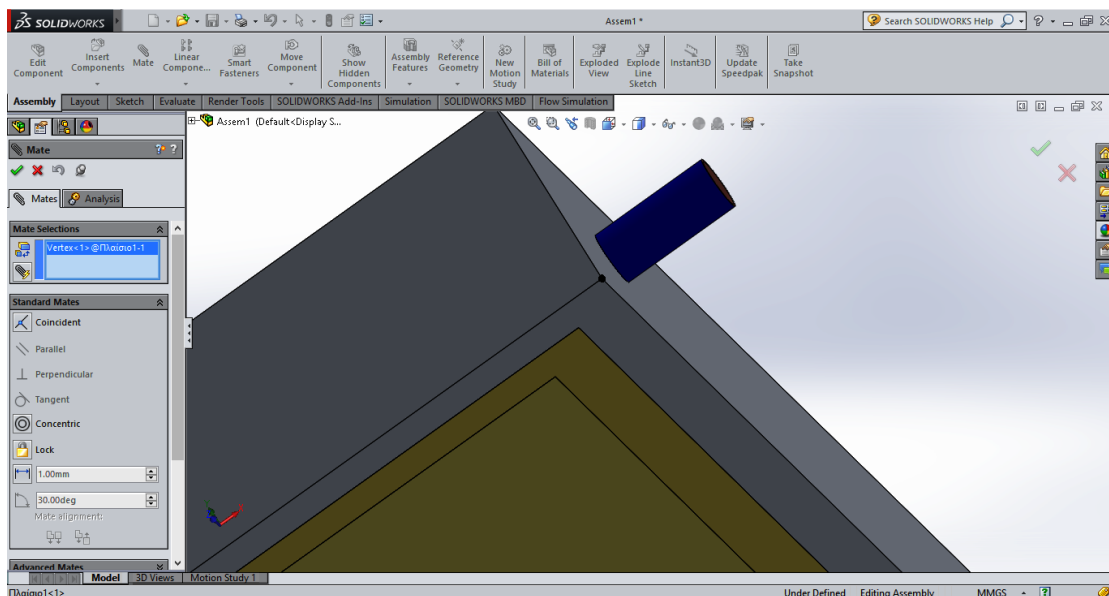 SOLIDWORKS
Assem1 *
Search SOLIDWORKS Help
Edit Component
Insert Components
Mate
Linear Compone...
Smart Fasteners
Move Component
Show Hidden Components
Assembly Features
Reference Geometry
New Motion Study
Bill of Materials
Exploded View
Explode Line Sketch
Instant3D
Update Speedpak
Take Snapshot
Assembly Layout Sketch Evaluate Render Tools SOLIDWORKS Add-Ins Simulation SOLIDWORKS MBD Flow Simulation
Assem1 (Default<Display S...
Mate
Mates Analysis
Mate Selections
Vertex<1>@Πλαίσιο1-1
Standard Mates
Coincident
Parallel
Perpendicular
Tangent
Concentric
Lock
1.00mm
30.00deg
Mate alignment:
Advanced Mates
Model 3D Views Motion Study 1
Πλαίσιο1<1>
Under Defined Editing Assembly MMGS